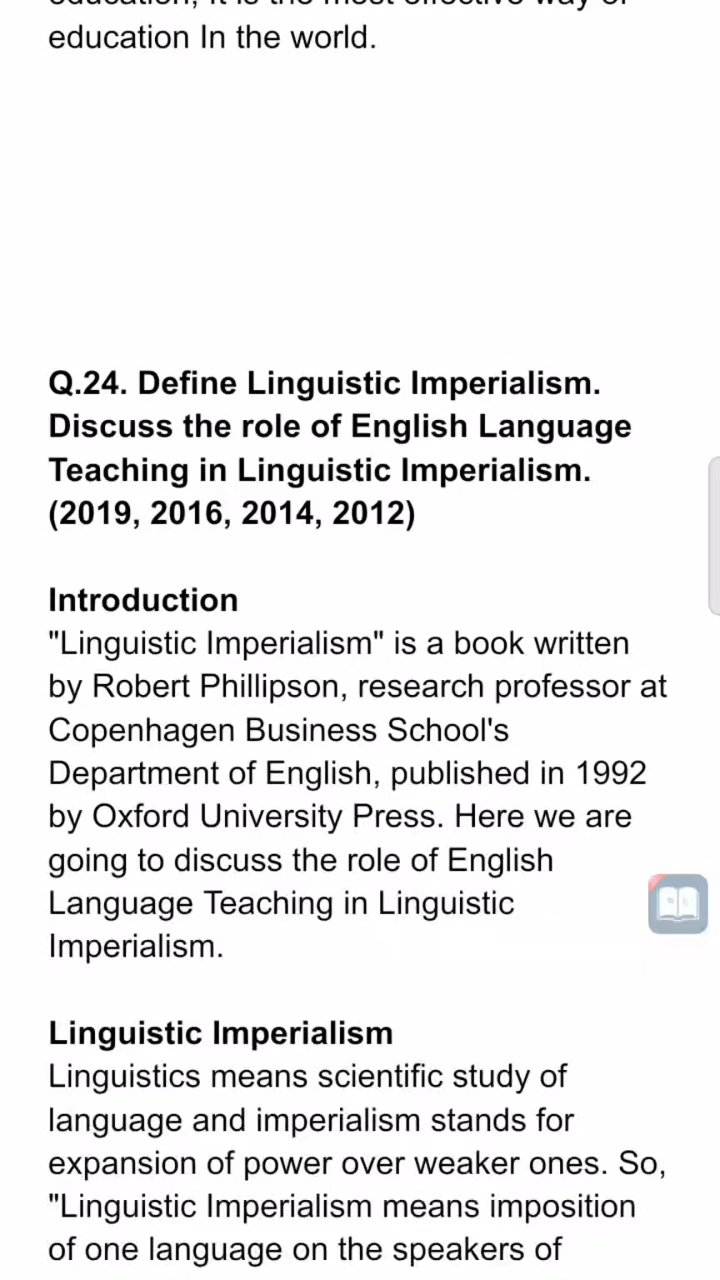 education In the world.
Q.24. Define Linguistic Imperialism.
Discuss the role of English Language
Teaching in Linguistic Imperialism.
(2019, 2016, 2014, 2012)
Introduction
"Linguistic Imperialism" is a book written
by Robert Phillipson, research professor at
Copenhagen Business School's
Department of English, published in 1992
by Oxford University Press. Here we are
going to discuss the role of English
Language Teaching in Linguistic
Imperialism.
Linguistic Imperialism
Linguistics means scientific study of
language and imperialism stands for
expansion of power over weaker ones. So,
"Linguistic Imperialism means imposition
of one language on the speakers of